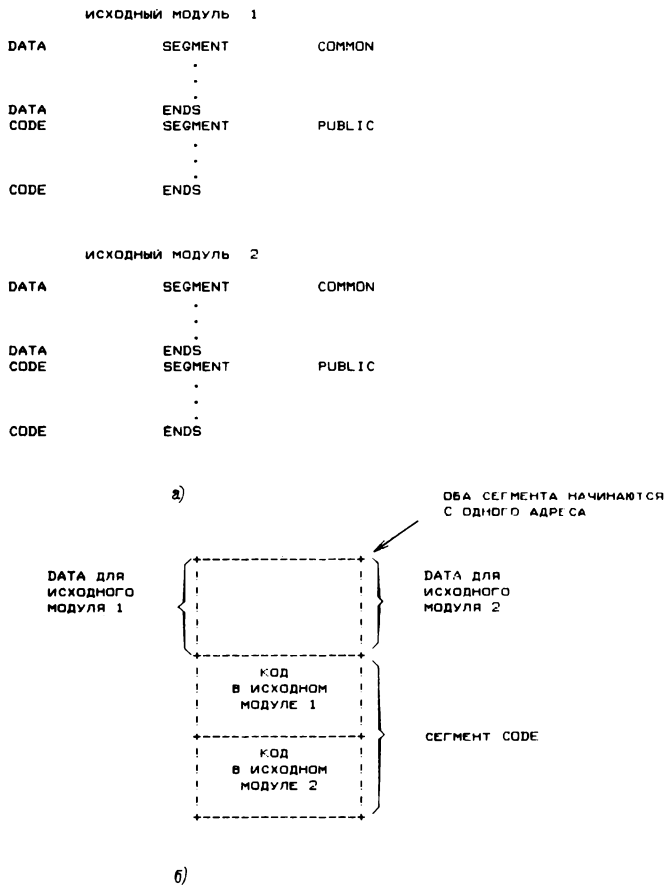 ИСХОДНЫЙ МОДУЛЬ 1
DATA SEGMENT COMMON
.
.
.
DATA ENDS
CODE SEGMENT PUBLIC
.
.
.
CODE ENDS
ИСХОДНЫЙ МОДУЛЬ 2
DATA SEGMENT COMMON
.
.
.
DATA ENDS
CODE SEGMENT PUBLIC
.
.
.
CODE ENDS
а)
ОБА СЕГМЕНТА НАЧИНАЮТСЯ
С ОДНОГО АДРЕСА
DATA ДЛЯ
ИСХОДНОГО
МОДУЛЯ 1
DATA ДЛЯ
ИСХОДНОГО
МОДУЛЯ 2
КОД
В ИСХОДНОМ
МОДУЛЕ 1
СЕГМЕНТ CODE
КОД
В ИСХОДНОМ
МОДУЛЕ 2
б)